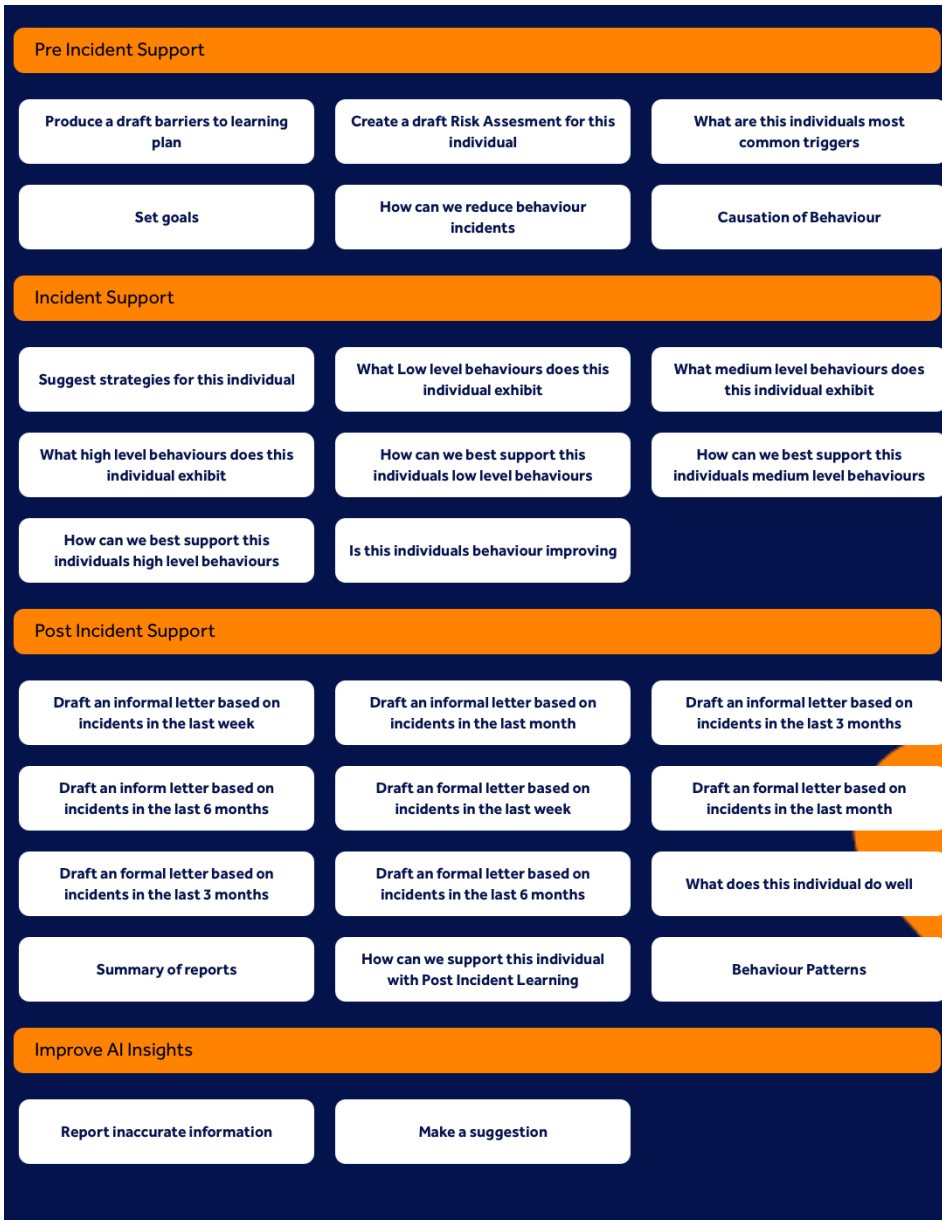 Pre Incident Support
Produce a draft barriers to learning
plan
Create a draft Risk Assesment for this
individual
What are this individuals most
common triggers
Set goals
How can we reduce behaviour
incidents
Causation of Behaviour
Incident Support
Suggest strategies for this individual
What Low level behaviours does this
individual exhibit
What medium level behaviours does
this individual exhibit
What high level behaviours does this
individual exhibit
How can we best support this
individuals low level behaviours
How can we best support this
individuals medium level behaviours
How can we best support this
individuals high level behaviours
Is this individuals behaviour improving
Post Incident Support
Draft an informal letter based on
incidents in the last week
Draft an informal letter based on
incidents in the last month
Draft an informal letter based on
incidents in the last 3 months
Draft an inform letter based on
incidents in the last 6 months
Draft an formal letter based on
incidents in the last week
Draft an formal letter based on
incidents in the last month
Draft an formal letter based on
incidents in the last 3 months
Draft an formal letter based on
incidents in the last 6 months
What does this individual do well
Summary of reports
How can we support this individual
with Post Incident Learning
Behaviour Patterns
Improve AI Insights
Report inaccurate information
Make a suggestion